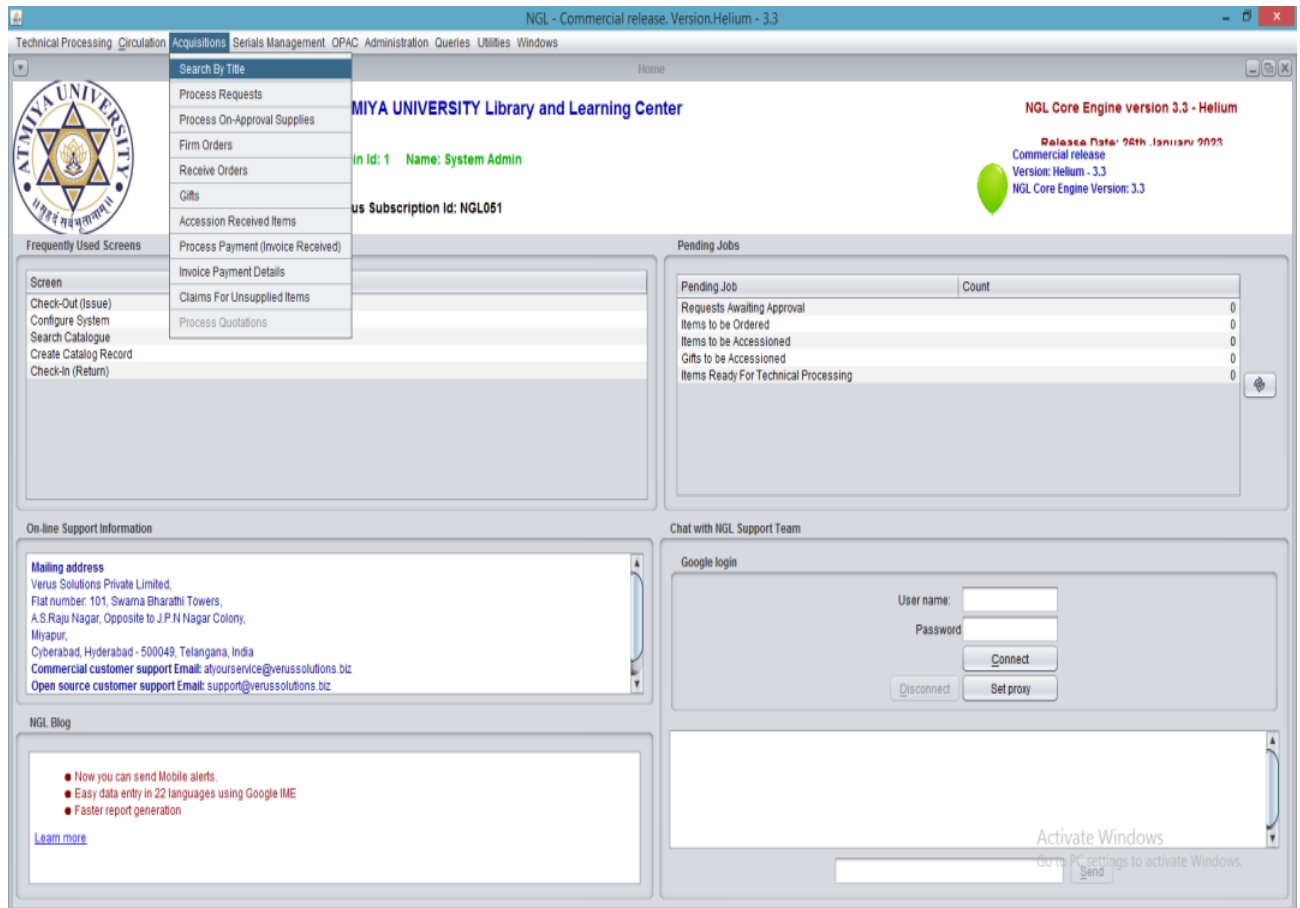 NGL - Commercial release. Version.Helium - 3.3
Technical Processing Circulation Acquisitions Serials Management OPAC Administration Queries Utilities Windows
Home
Search By Title
Process Requests
Process On-Approval Supplies
Firm Orders
Receive Orders
Gifts
Accession Received Items
Process Payment (Invoice Received)
Invoice Payment Details
Claims For Unsupplied Items
Process Quotations
ATMIYA UNIVERSITY
॥सुहृदं सर्वभूतानाम्॥
MIYA UNIVERSITY Library and Learning Center
in Id: 1 Name: System Admin
us Subscription Id: NGL051
NGL Core Engine version 3.3 - Helium
Release Date: 26th January 2023
Commercial release
Version: Helium - 3.3
NGL Core Engine Version: 3.3
Frequently Used Screens
Screen
Check-Out (Issue)
Configure System
Search Catalogue
Create Catalog Record
Check-In (Return)
Pending Jobs
Pending Job Count
Requests Awaiting Approval 0
Items to be Ordered 0
Items to be Accessioned 0
Gifts to be Accessioned 0
Items Ready For Technical Processing 0
On-line Support Information
Mailing address
Verus Solutions Private Limited,
Flat number: 101, Swarna Bharathi Towers,
A.S.Raju Nagar, Opposite to J.P.N Nagar Colony,
Miyapur,
Cyberabad, Hyderabad - 500049, Telangana, India
Commercial customer support Email: atyourservice@verussolutions.biz
Open source customer support Email: support@verussolutions.biz
Chat with NGL Support Team
Google login
User name:
Password
Connect
Disconnect Set proxy
NGL Blog
Now you can send Mobile alerts.
Easy data entry in 22 languages using Google IME
Faster report generation
Learn more
Activate Windows
Go to PC settings to activate Windows.
Send